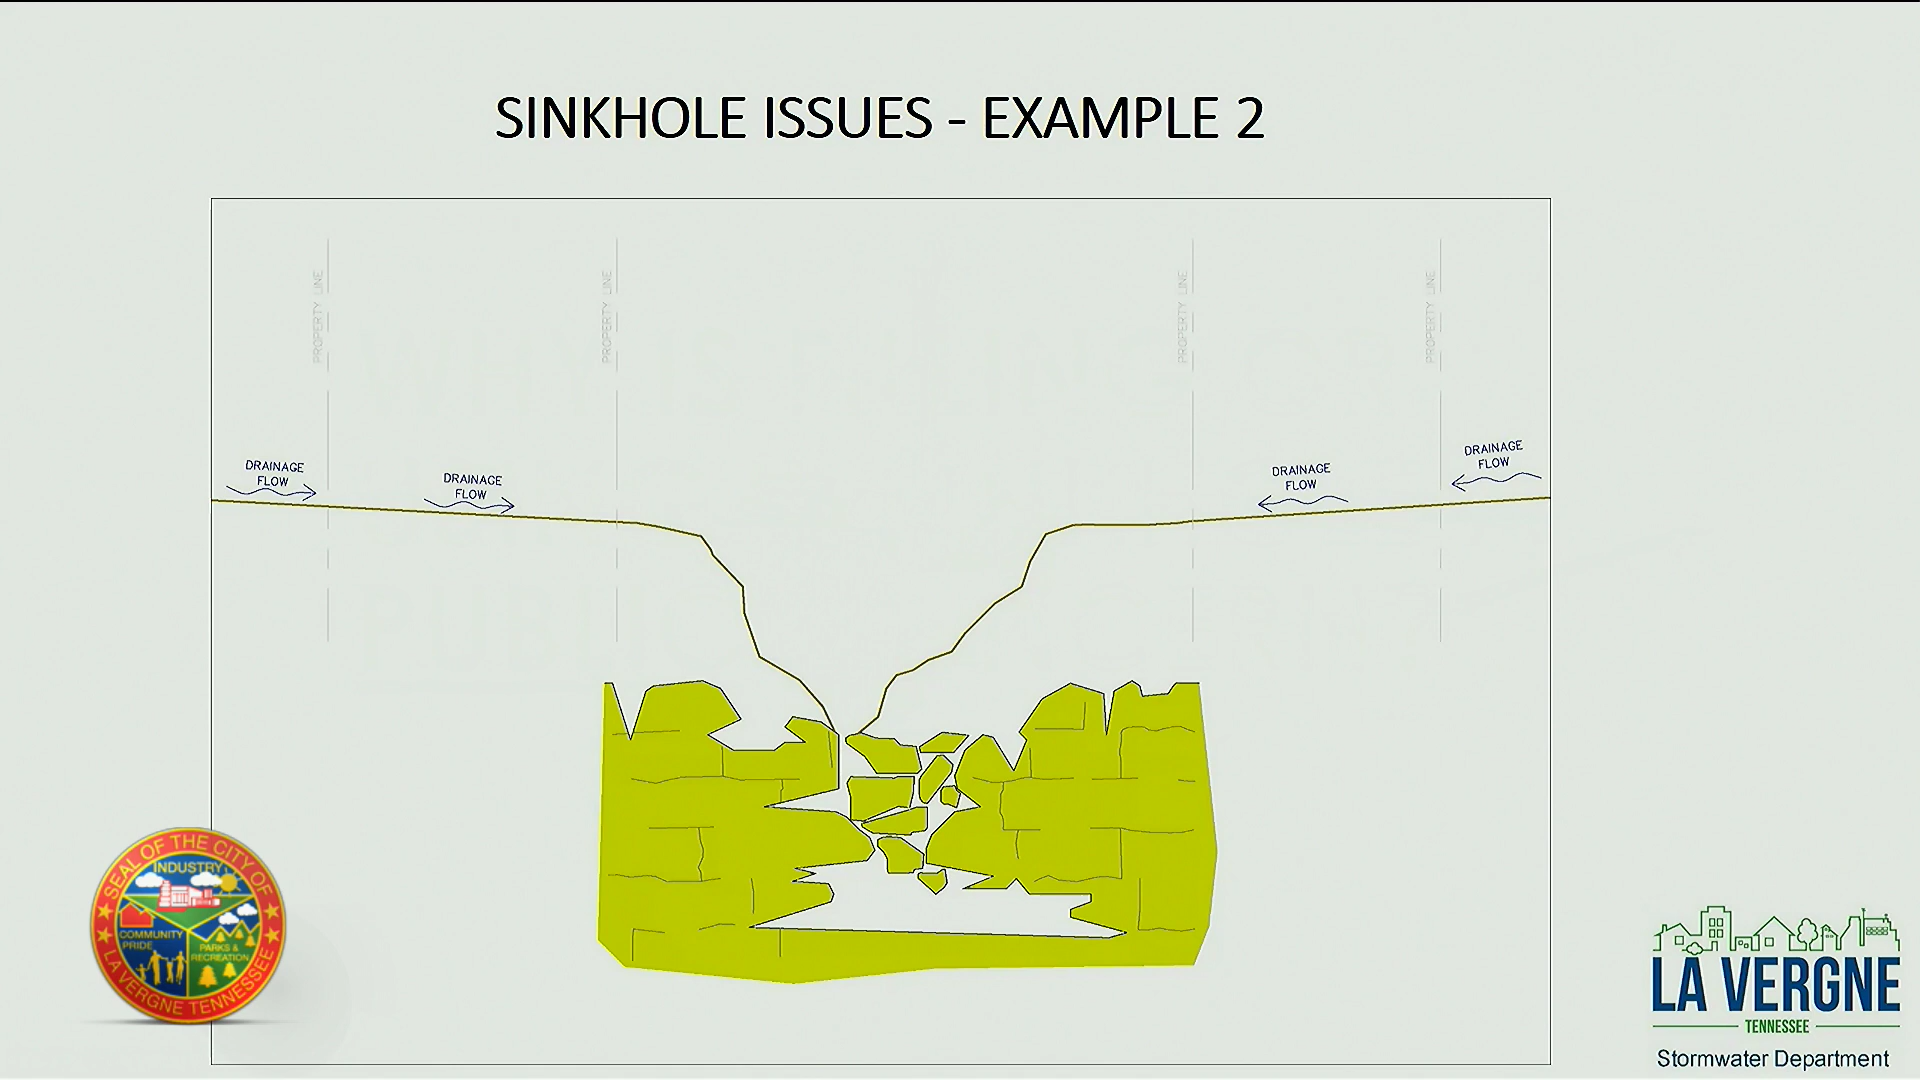 SINKHOLE ISSUES - EXAMPLE 2
PROPERTY LINE
PROPERTY LINE
PROPERTY LINE
PROPERTY LINE
DRAINAGE
FLOW
DRAINAGE
FLOW
DRAINAGE
FLOW
DRAINAGE
FLOW
SEAL OF THE CITY OF
LA VERGNE TENNESSEE
INDUSTRY
COMMUNITY
PRIDE
PARKS &
RECREATION
LA VERGNE
TENNESSEE
Stormwater Department